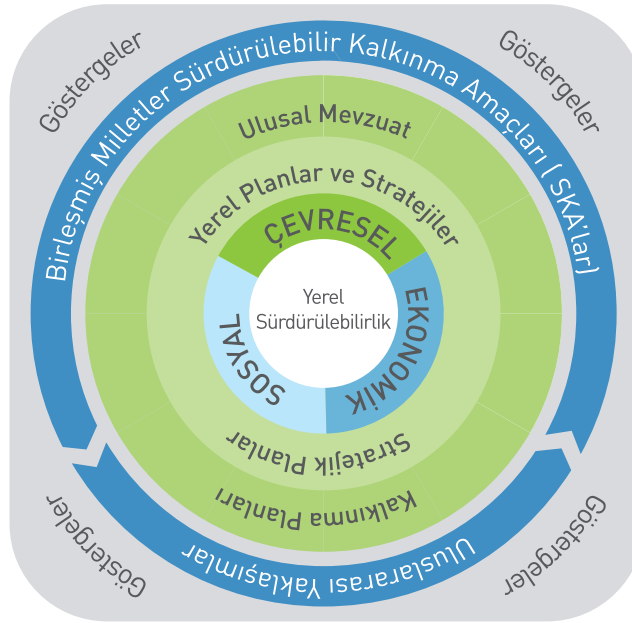 Göstergeler
Göstergeler
Birleşmiş Milletler Sürdürülebilir Kalkınma Amaçları ( SKA'lar)
Ulusal Mevzuat
Yerel Planlar ve Stratejiler
ÇEVRESEL
Yerel
Sürdürülebilirlik
SOSYAL
EKONOMİK
Stratejik Planlar
Kalkınma Planları
Uluslararası Yaklaşımlar
Göstergeler
Göstergeler